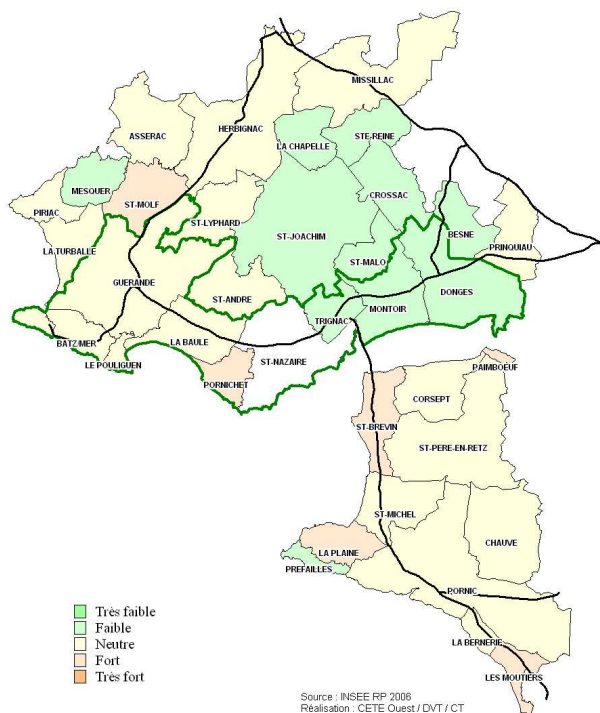 MISSILLAC
HERBIGNAC
ASSERAC
LA CHAPELLE
STE-REINE
MESQUER
CROSSAC
ST-MOLF
PIRIAC
ST-LYPHARD
BESNE
ST-JOACHIM
PRINQUIAU
LA TURBALLE
ST-MALO
GUERANDE
DONGES
ST-ANDRE
MONTOIR
TRIGNAC
BATZ/MER
LA BAULE
LE POULIGUEN
ST-NAZAIRE
PAIMBOEUF
PORNICHET
CORSEPT
ST-BREVIN
ST-PERE-EN-RETZ
ST-MICHEL
CHAUVE
LA PLAINE
PREFAILLES
PORNIC
LA BERNERIE
LES MOUTIERS
Très faible
Faible
Neutre
Fort
Très fort
Source : INSEE RP 2006
Réalisation : CETE Ouest / DVT / CT